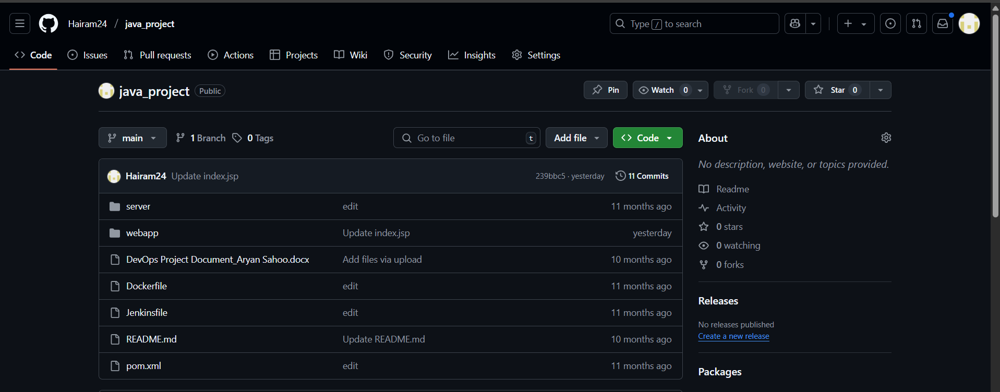 Hairam24 / java_project
Type / to search
Code Issues Pull requests Actions Projects Wiki Security Insights Settings
java_project Public
Pin Watch 0 Fork 0 Star 0
main 1 Branch 0 Tags Go to file t Add file Code
Hairam24 Update index.jsp 239bbc5 · yesterday 11 Commits
server edit 11 months ago
webapp Update index.jsp yesterday
DevOps Project Document_Aryan Sahoo.docx Add files via upload 10 months ago
Dockerfile edit 11 months ago
Jenkinsfile edit 11 months ago
README.md Update README.md 10 months ago
pom.xml edit 11 months ago
About
No description, website, or topics provided.
Readme
Activity
0 stars
0 watching
0 forks
Releases
No releases published
Create a new release
Packages